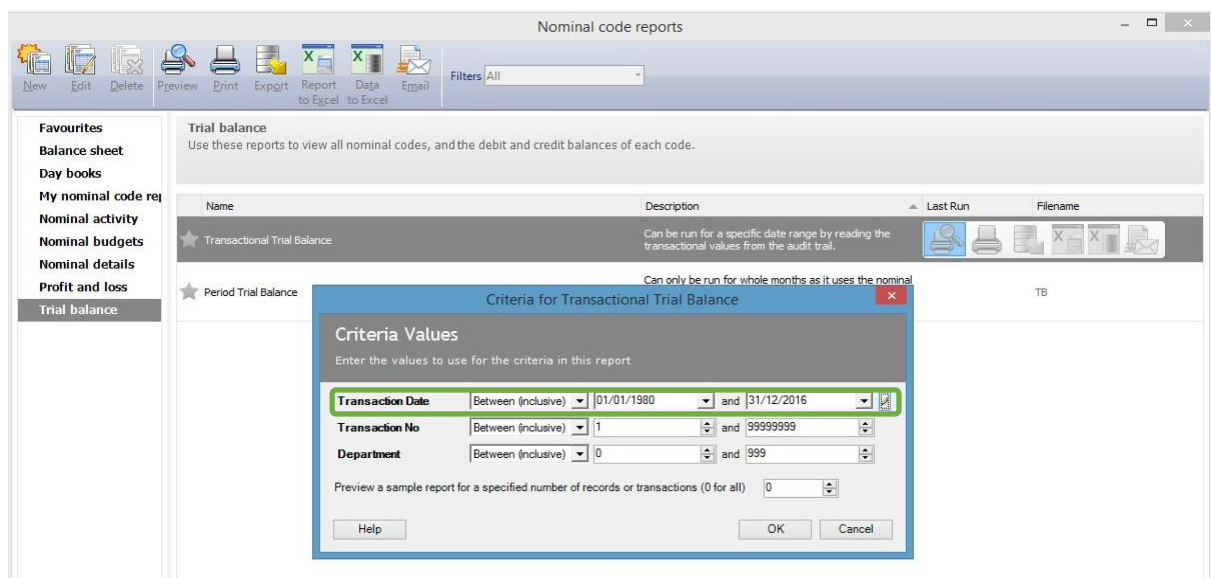 Nominal code reports
New Edit Delete Preview Print Export Report to Excel Data to Excel Email Filters All
Favourites
Balance sheet
Day books
My nominal code rep
Nominal activity
Nominal budgets
Nominal details
Profit and loss
Trial balance
Trial balance
Use these reports to view all nominal codes, and the debit and credit balances of each code.
Name Description Last Run Filename
Transactional Trial Balance Can be run for a specific date range by reading the
transactional values from the audit trail.
Period Trial Balance Can only be run for whole months as it uses the nominal
TB
Criteria for Transactional Trial Balance
Criteria Values
Enter the values to use for the criteria in this report
Transaction Date Between (inclusive) 01/01/1980 and 31/12/2016
Transaction No Between (inclusive) 1 and 99999999
Department Between (inclusive) 0 and 999
Preview a sample report for a specified number of records or transactions (0 for all) 0
Help OK Cancel